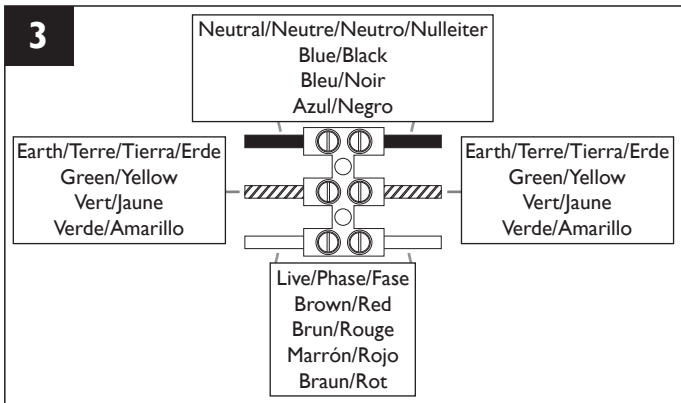 3
Neutral/Neutre/Neutro/Nulleiter
Blue/Black
Bleu/Noir
Azul/Negro
Earth/Terre/Tierra/Erde
Green/Yellow
Vert/Jaune
Verde/Amarillo
Earth/Terre/Tierra/Erde
Green/Yellow
Vert/Jaune
Verde/Amarillo
Live/Phase/Fase
Brown/Red
Brun/Rouge
Marrón/Rojo
Braun/Rot